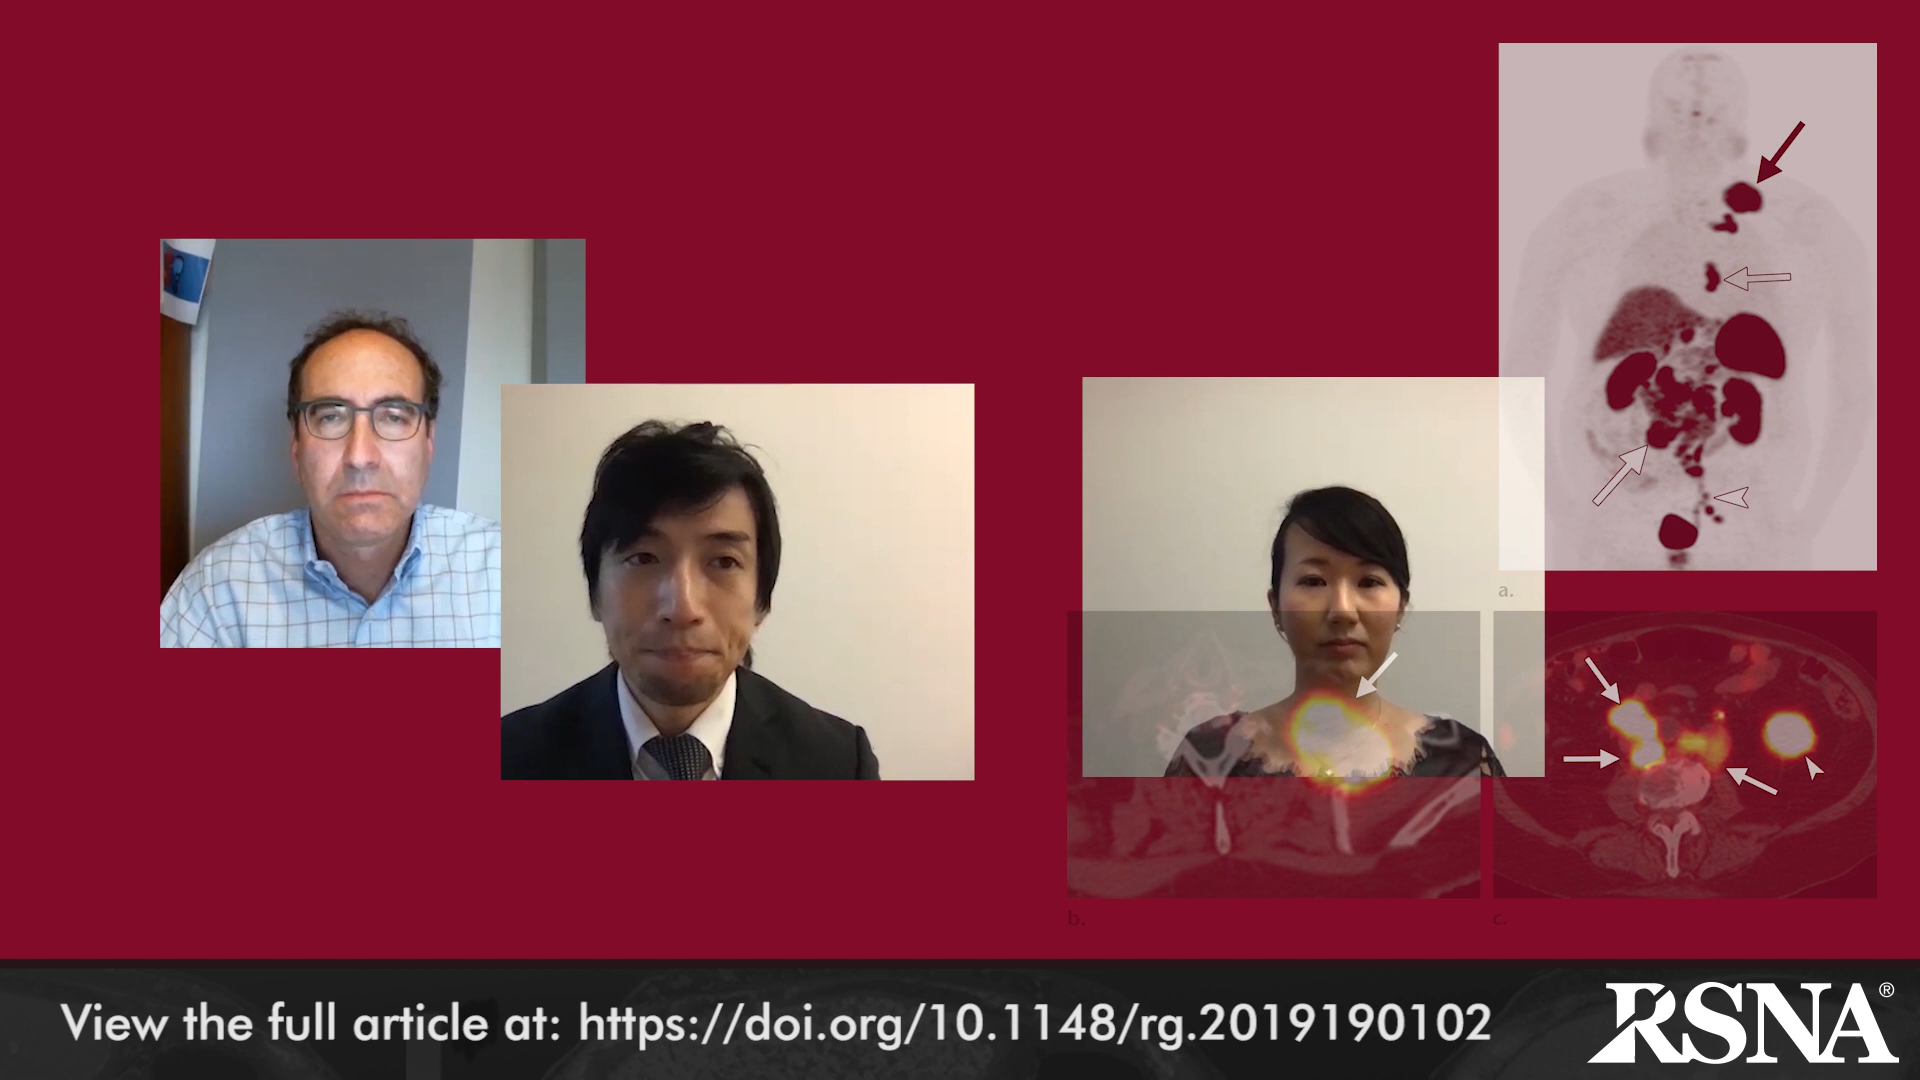 a.
b.
c.
View the full article at: https://doi.org/10.1148/rg.2019190102
RSNA®